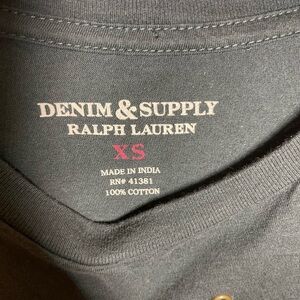 DENIM & SUPPLY
RALPH LAUREN
XS
MADE IN INDIA
RN# 41381
100% COTTON